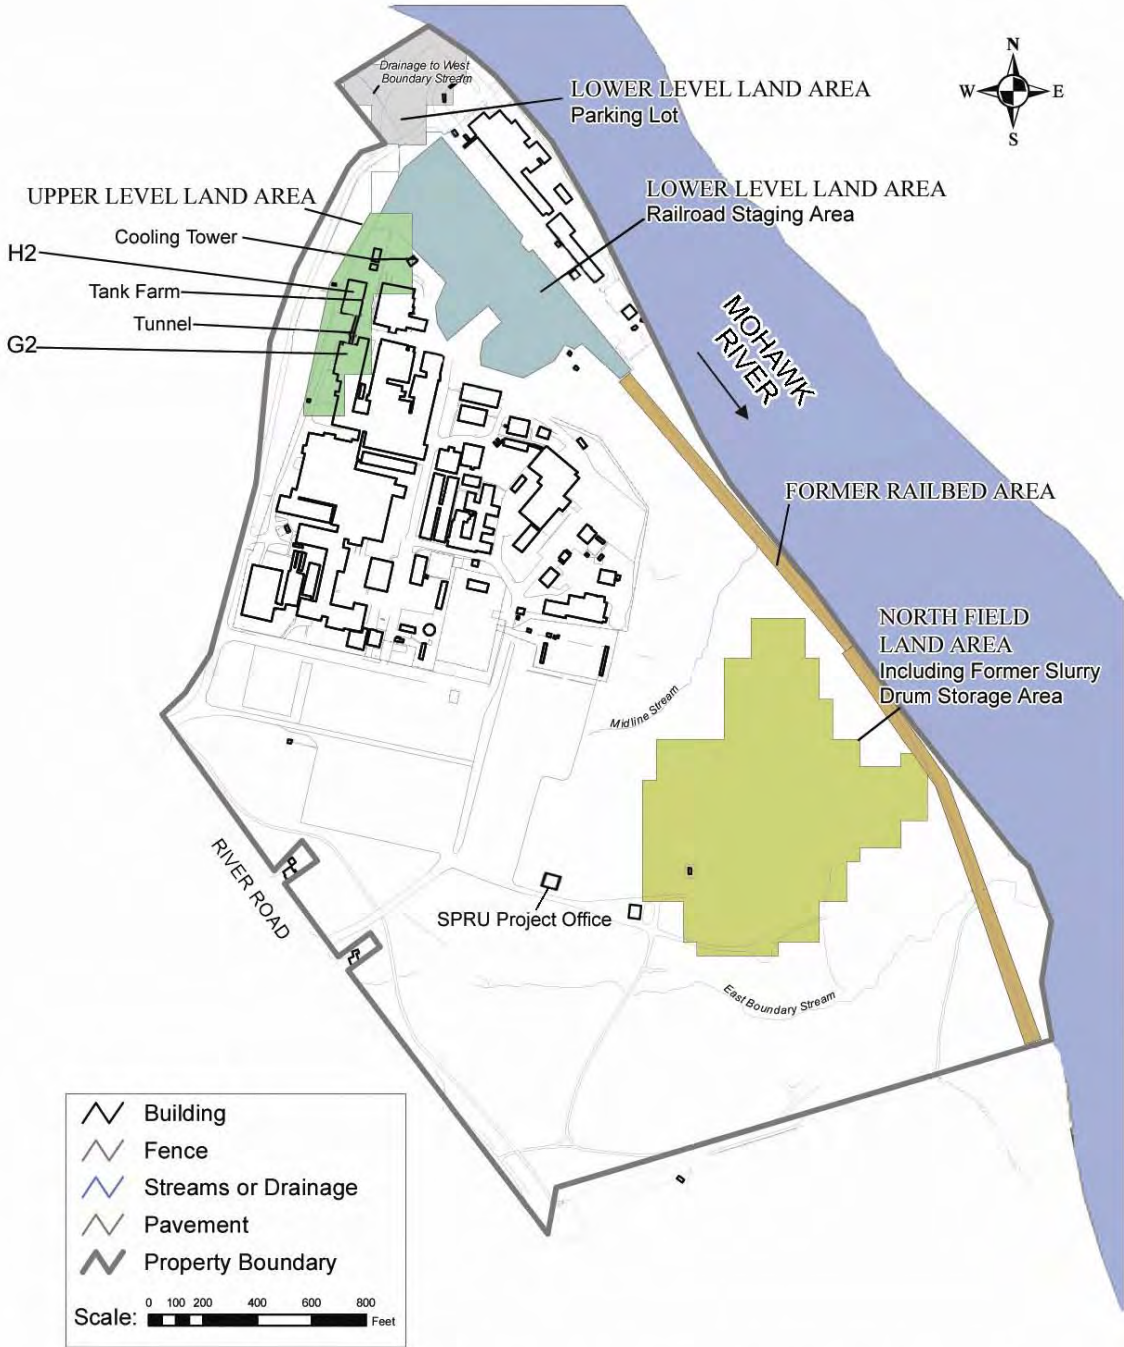 N
W
E
S
Drainage to West
Boundary Stream
LOWER LEVEL LAND AREA
Parking Lot
LOWER LEVEL LAND AREA
Railroad Staging Area
UPPER LEVEL LAND AREA
Cooling Tower
H2
Tank Farm
Tunnel
G2
MOHAWK
RIVER
FORMER RAILBED AREA
NORTH FIELD
LAND AREA
Including Former Slurry
Drum Storage Area
Midline Stream
RIVER ROAD
SPRU Project Office
East Boundary Stream
Building
Fence
Streams or Drainage
Pavement
Property Boundary
Scale:
0 100 200 400 600 800
Feet